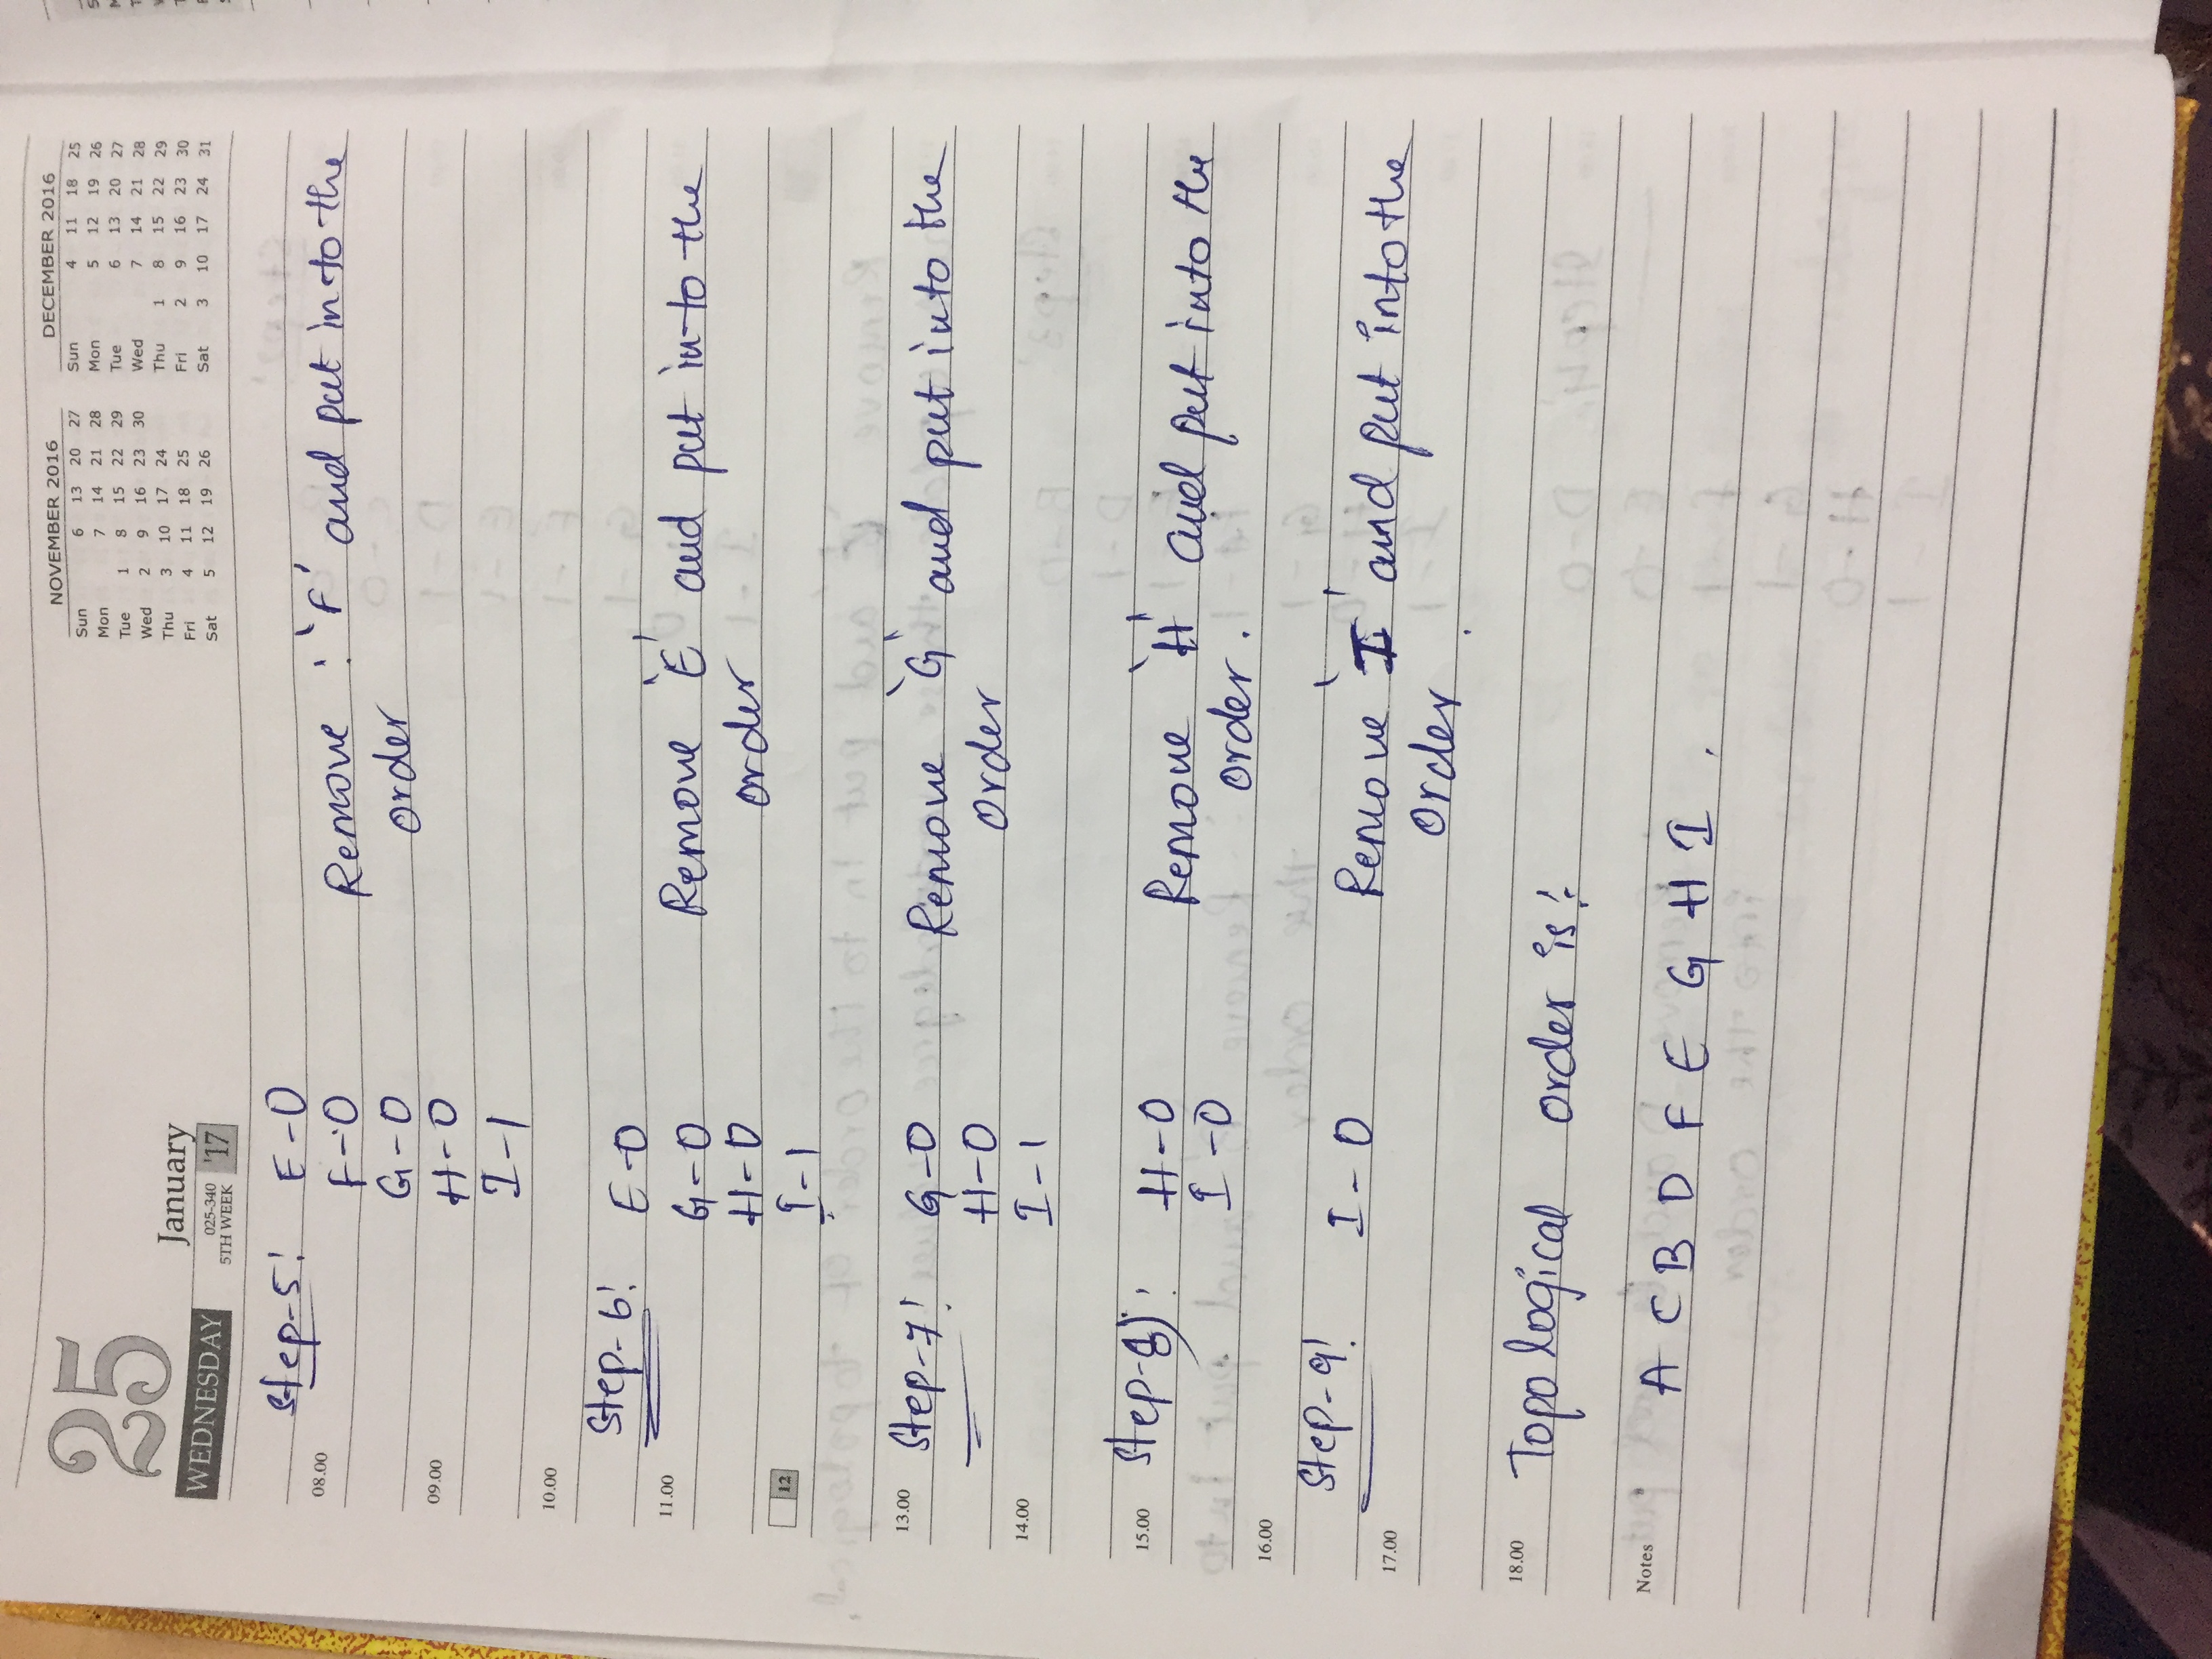 25
WEDNESDAY
January
025-340
5TH WEEK
'17
NOVEMBER 2016
Sun 6 13 20 27
Mon 7 14 21 28
Tue 1 8 15 22 29
Wed 2 9 16 23 30
Thu 3 10 17 24
Fri 4 11 18 25
Sat 5 12 19 26
DECEMBER 2016
Sun 4 11 18 25
Mon 5 12 19 26
Tue 6 13 20 27
Wed 7 14 21 28
Thu 1 8 15 22 29
Fri 2 9 16 23 30
Sat 3 10 17 24 31
Step-5: E-0
08.00
F-0 Remove : 'F' and put in to the
G-0 order
09.00
H-0
I-1
10.00
Step-6: E-0
11.00
G-0 Remove 'E' and put in to the
H-0 order
12
I-1
13.00
Step-7: G-0 Remove 'G' and put into the
H-0 order
14.00
I-1
15.00
Step-8): H-0 Remove 'H' and put into the
I-0 order.
16.00
Step-9: I-0 Remove 'I' and put into the
17.00
order.
18.00
Topological order is:
Notes
A C B D F E G H I .